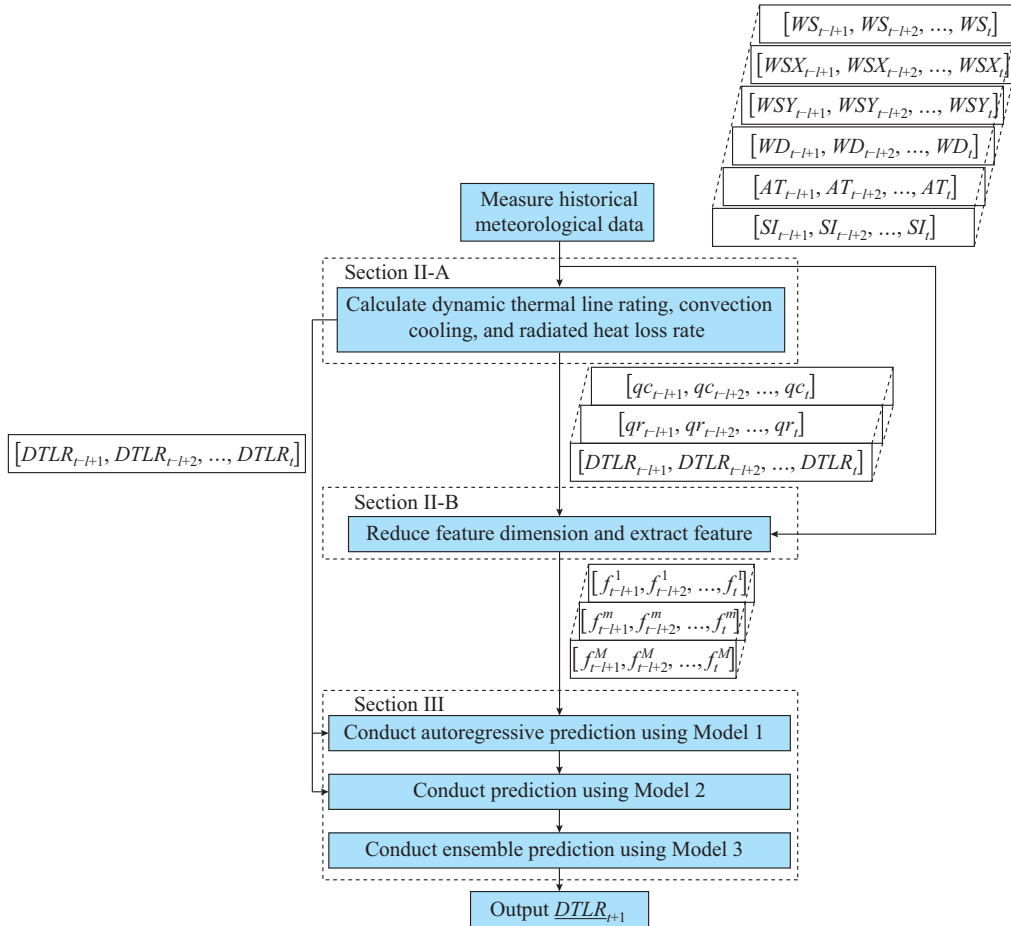 [WS_{t−l+1}, WS_{t−l+2}, ..., WS_t]
[WSX_{t−l+1}, WSX_{t−l+2}, ..., WSX_t]
[WSY_{t−l+1}, WSY_{t−l+2}, ..., WSY_t]
[WD_{t−l+1}, WD_{t−l+2}, ..., WD_t]
[AT_{t−l+1}, AT_{t−l+2}, ..., AT_t]
[SI_{t−l+1}, SI_{t−l+2}, ..., SI_t]
Measure historical
meteorological data
Section II-A
Calculate dynamic thermal line rating, convection
cooling, and radiated heat loss rate
[qc_{t−l+1}, qc_{t−l+2}, ..., qc_t]
[qr_{t−l+1}, qr_{t−l+2}, ..., qr_t]
[DTLR_{t−l+1}, DTLR_{t−l+2}, ..., DTLR_t]
[DTLR_{t−l+1}, DTLR_{t−l+2}, ..., DTLR_t]
Section II-B
Reduce feature dimension and extract feature
[f^1_{t−l+1}, f^1_{t−l+2}, ..., f^1_t]
[f^m_{t−l+1}, f^m_{t−l+2}, ..., f^m_t]
[f^M_{t−l+1}, f^M_{t−l+2}, ..., f^M_t]
Section III
Conduct autoregressive prediction using Model 1
Conduct prediction using Model 2
Conduct ensemble prediction using Model 3
Output DTLR_{t+1}